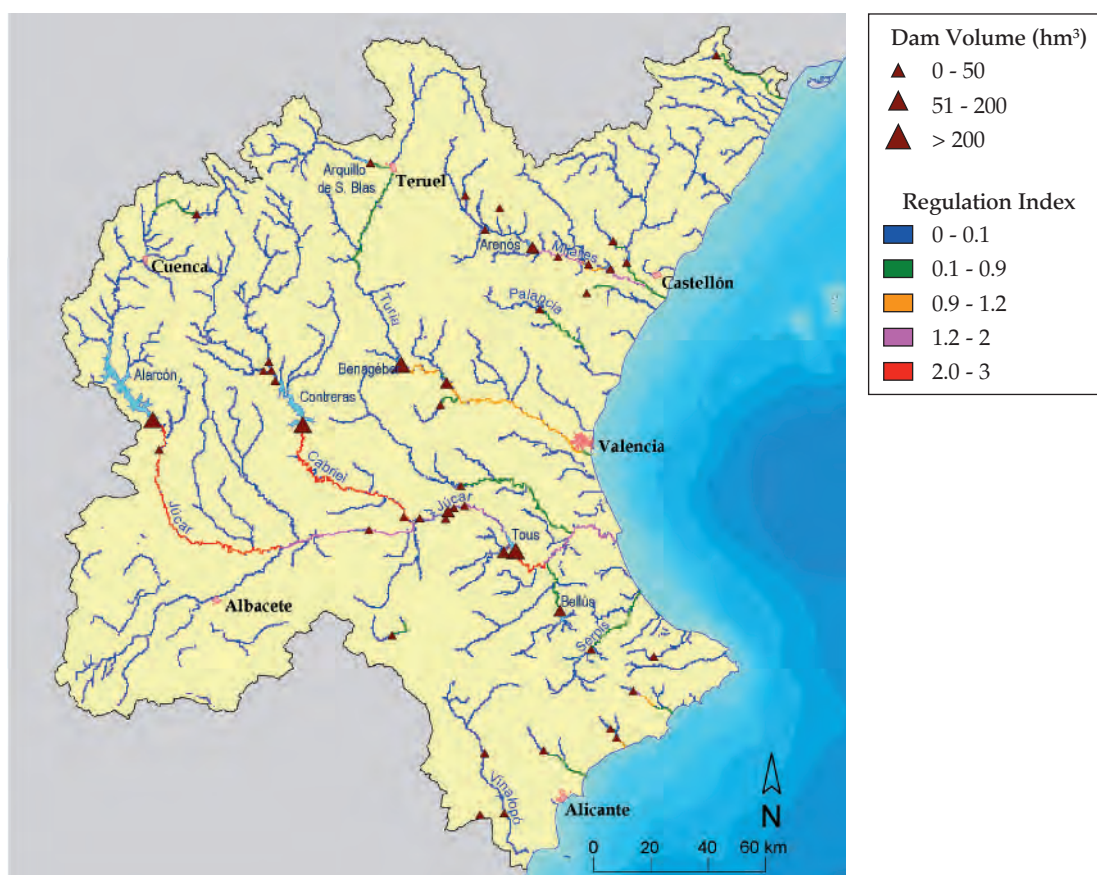 Dam Volume (hm³)
0 - 50
51 - 200
> 200
Regulation Index
0 - 0.1
0.1 - 0.9
0.9 - 1.2
1.2 - 2
2.0 - 3
Arquillo
de S. Blas
Teruel
Cuenca
Arenós
Mijares
Castellón
Palancia
Turia
Alarcón
Benagébe
Contreras
Valencia
Cabriel
Júcar
Júcar
Tous
Albacete
Bellús
Serpis
Vinalopó
Alicante
N
0 20 40 60 km